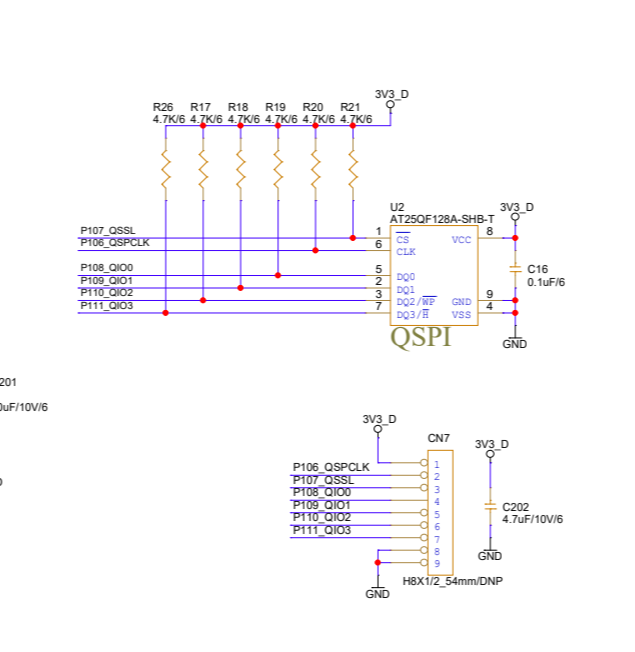 3V3_D
R26 R17 R18 R19 R20 R21
4.7K/6 4.7K/6 4.7K/6 4.7K/6 4.7K/6 4.7K/6
U2
AT25QF128A-SHB-T
3V3_D
P107_QSSL 1 CS VCC 8
P106_QSPCLK 6 CLK
C16
0.1uF/6
P108_QIO0 5 DQ0
P109_QIO1 2 DQ1
P110_QIO2 3 DQ2/WP GND 9
P111_QIO3 7 DQ3/H VSS 4
QSPI
GND
201
0uF/10V/6
3V3_D
CN7
3V3_D
1
P106_QSPCLK 2
P107_QSSL 3
P108_QIO0 4
P109_QIO1 5
P110_QIO2 6
P111_QIO3 7
8
9
C202
4.7uF/10V/6
GND
H8X1/2_54mm/DNP
GND